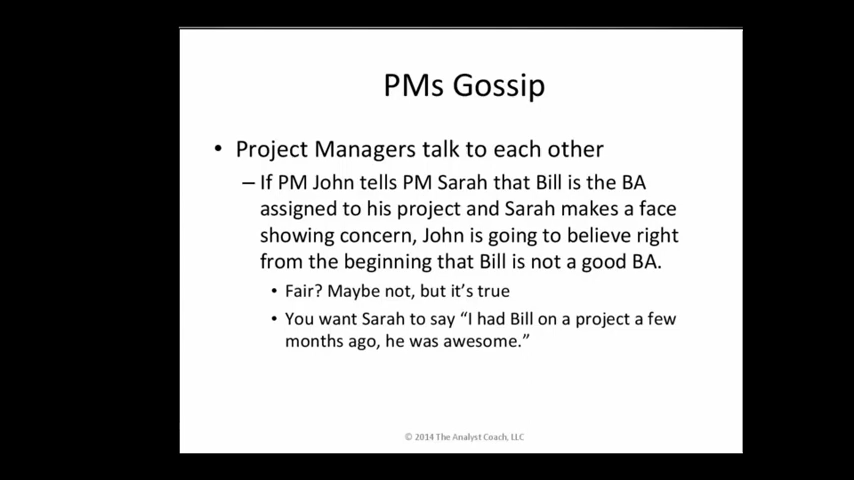 PMs Gossip
• Project Managers talk to each other
– If PM John tells PM Sarah that Bill is the BA
assigned to his project and Sarah makes a face
showing concern, John is going to believe right
from the beginning that Bill is not a good BA.
• Fair? Maybe not, but it's true
• You want Sarah to say “I had Bill on a project a few
months ago, he was awesome.”
© 2014 The Analyst Coach, LLC